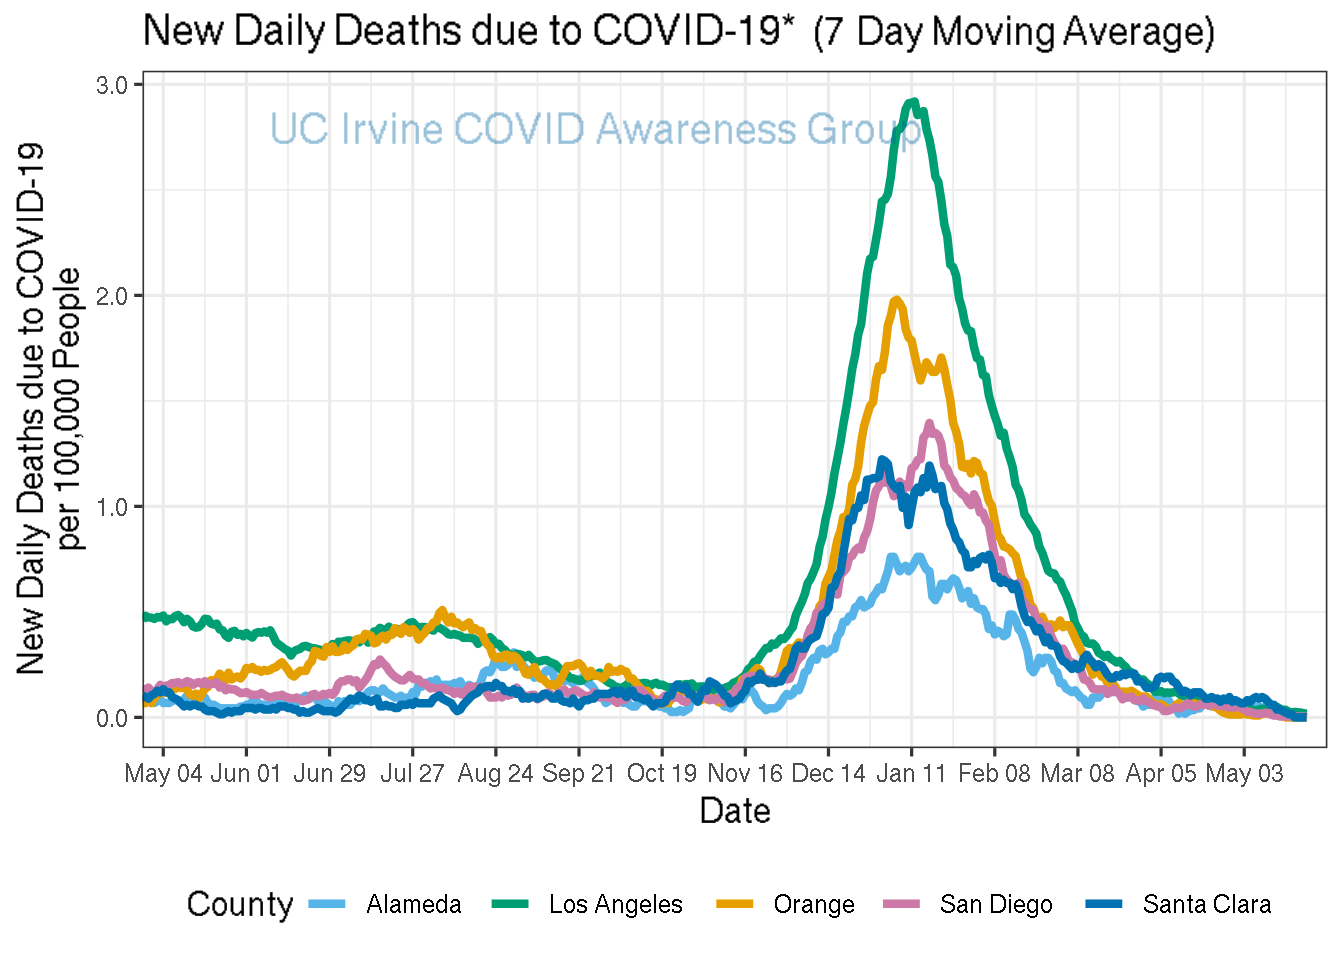 New Daily Deaths due to COVID-19* (7 Day Moving Average)
UC Irvine COVID Awareness Group
New Daily Deaths due to COVID-19
per 100,000 People
3.0
2.0
1.0
0.0
May 04 Jun 01 Jun 29 Jul 27 Aug 24 Sep 21 Oct 19 Nov 16 Dec 14 Jan 11 Feb 08 Mar 08 Apr 05 May 03
Date
County Alameda Los Angeles Orange San Diego Santa Clara